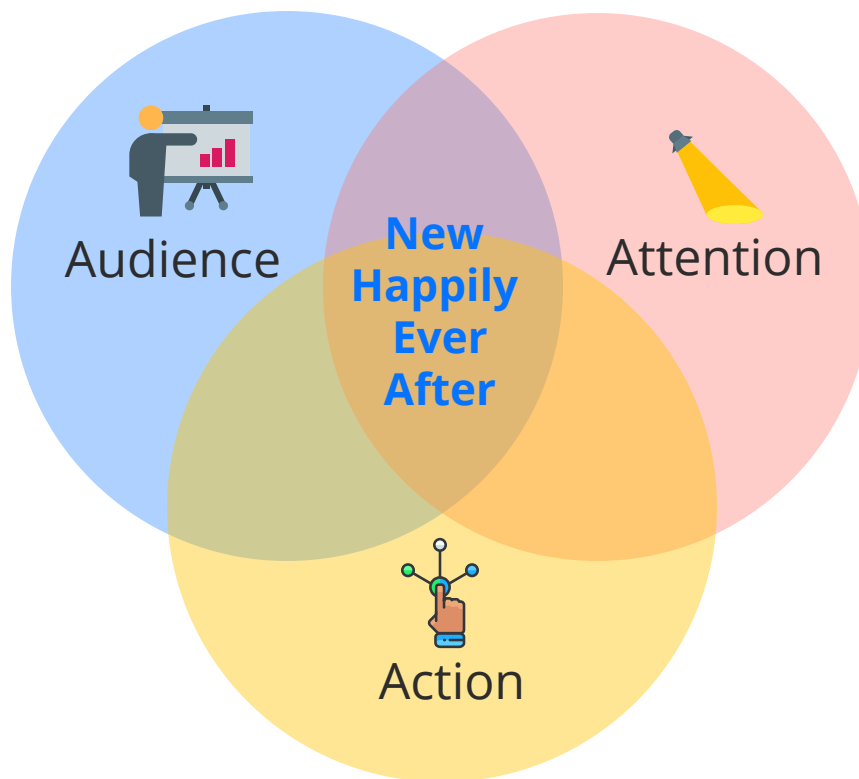 Audience
Attention
New
Happily
Ever
After
Action